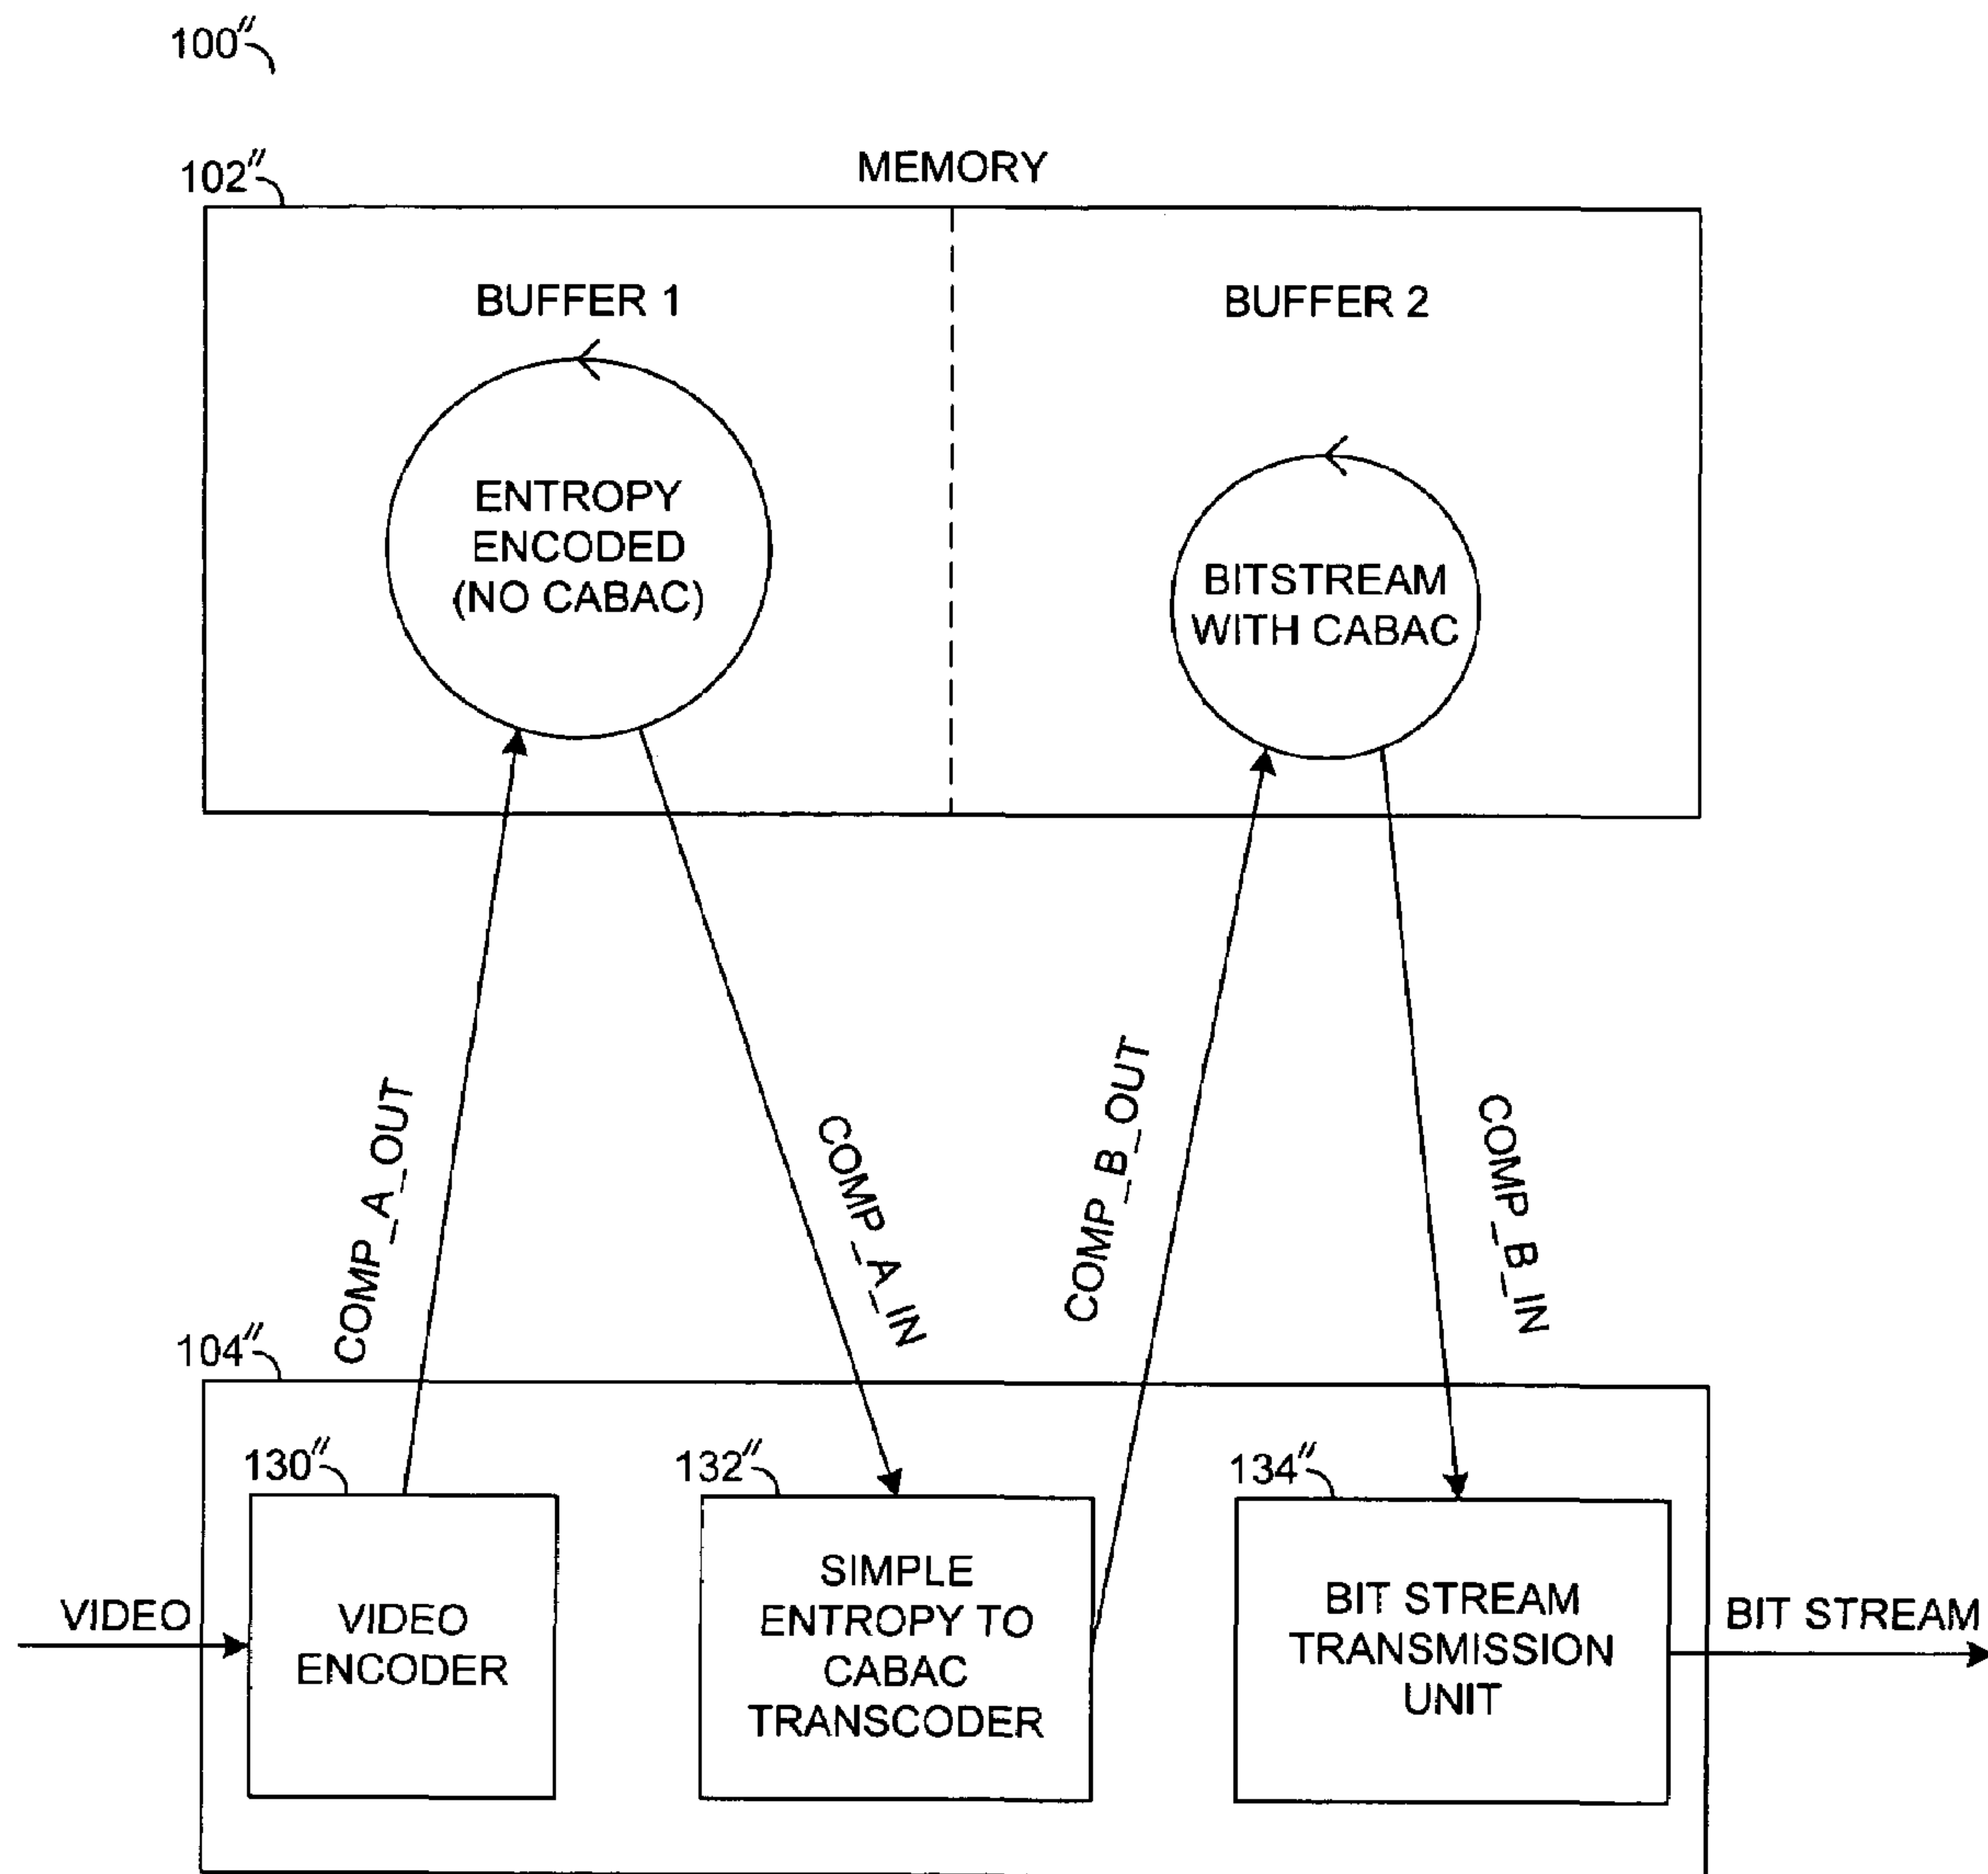 100″
102″
MEMORY
BUFFER 1
BUFFER 2
ENTROPY
ENCODED
(NO CABAC)
BITSTREAM
WITH CABAC
COMP_A_OUT
COMP_A_IN
COMP_B_OUT
COMP_B_IN
104″
130″
132″
134″
VIDEO
VIDEO
ENCODER
SIMPLE
ENTROPY TO
CABAC
TRANSCODER
BIT STREAM
TRANSMISSION
UNIT
BIT STREAM